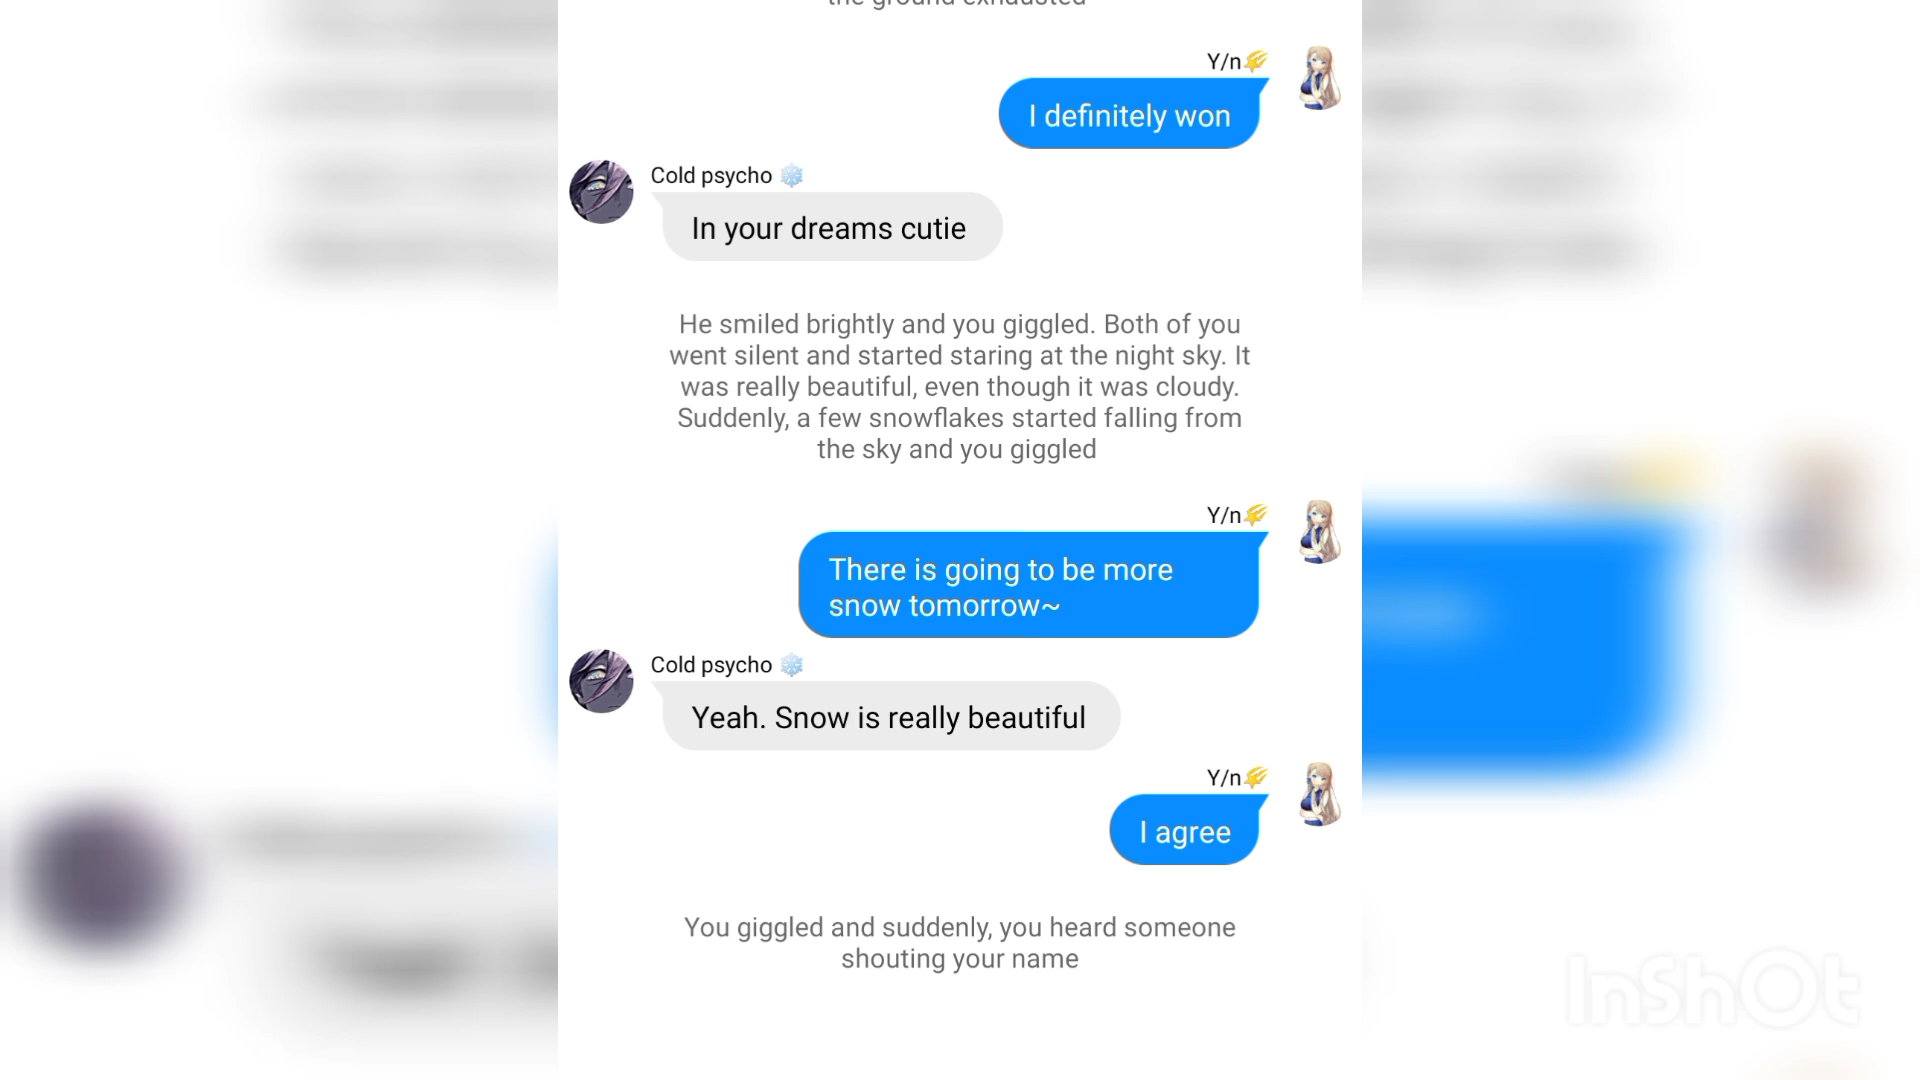 the ground exhausted
Y/n
I definitely won
Cold psycho
In your dreams cutie
He smiled brightly and you giggled. Both of you
went silent and started staring at the night sky. It
was really beautiful, even though it was cloudy.
Suddenly, a few snowflakes started falling from
the sky and you giggled
Y/n
There is going to be more
snow tomorrow~
Cold psycho
Yeah. Snow is really beautiful
Y/n
I agree
You giggled and suddenly, you heard someone
shouting your name
InShOt